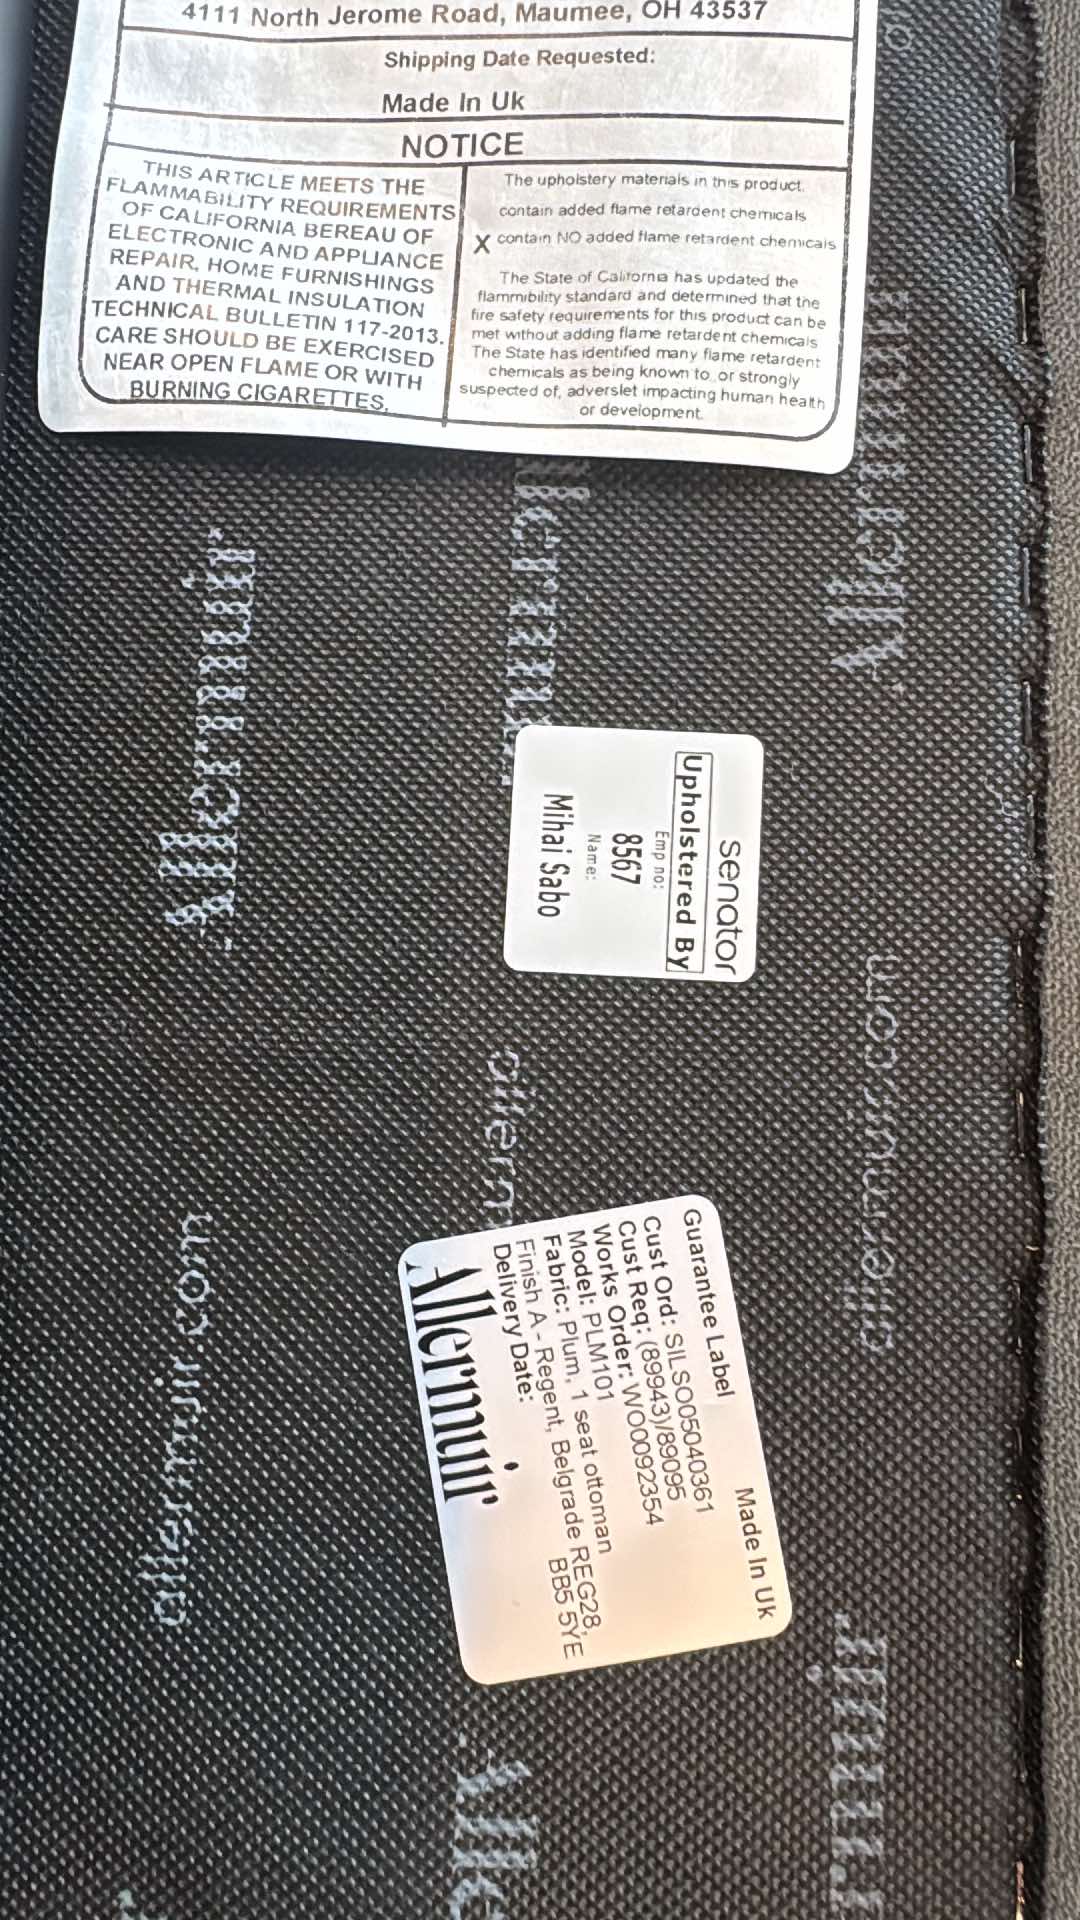 4111 North Jerome Road, Maumee, OH 43537
Shipping Date Requested:
Made In Uk
NOTICE
THIS ARTICLE MEETS THE
FLAMMABILITY REQUIREMENTS
OF CALIFORNIA BEREAU OF
ELECTRONIC AND APPLIANCE
REPAIR, HOME FURNISHINGS
AND THERMAL INSULATION
TECHNICAL BULLETIN 117-2013.
CARE SHOULD BE EXERCISED
NEAR OPEN FLAME OR WITH
BURNING CIGARETTES.
The upholstery materials in this product.
contain added flame retardent chemicals
X contain NO added flame retardent chemicals
The State of California has updated the
flammibility standard and determined that the
fire safety requirements for this product can be
met without adding flame retardent chemicals
The State has identified many flame retardent
chemicals as being known to, or strongly
suspected of, adverslet impacting human health
or development.
Allermuir
Allermuir
Allermuir
senator
Upholstered By
Emp no:
8567
Name:
Mihai Sabo
allermuir.com
allerm
allermuir.com
Made In Uk
Guarantee Label
Cust Ord: SILSO05040361
Cust Req: (89943)/89095
Works Order: WO0092354
Model: PLM101
Fabric: Plum, 1 seat ottoman
Finish A - Regent, Belgrade REG28,
Delivery Date: BB5 5YE
Allermuir
Alle
rmuir